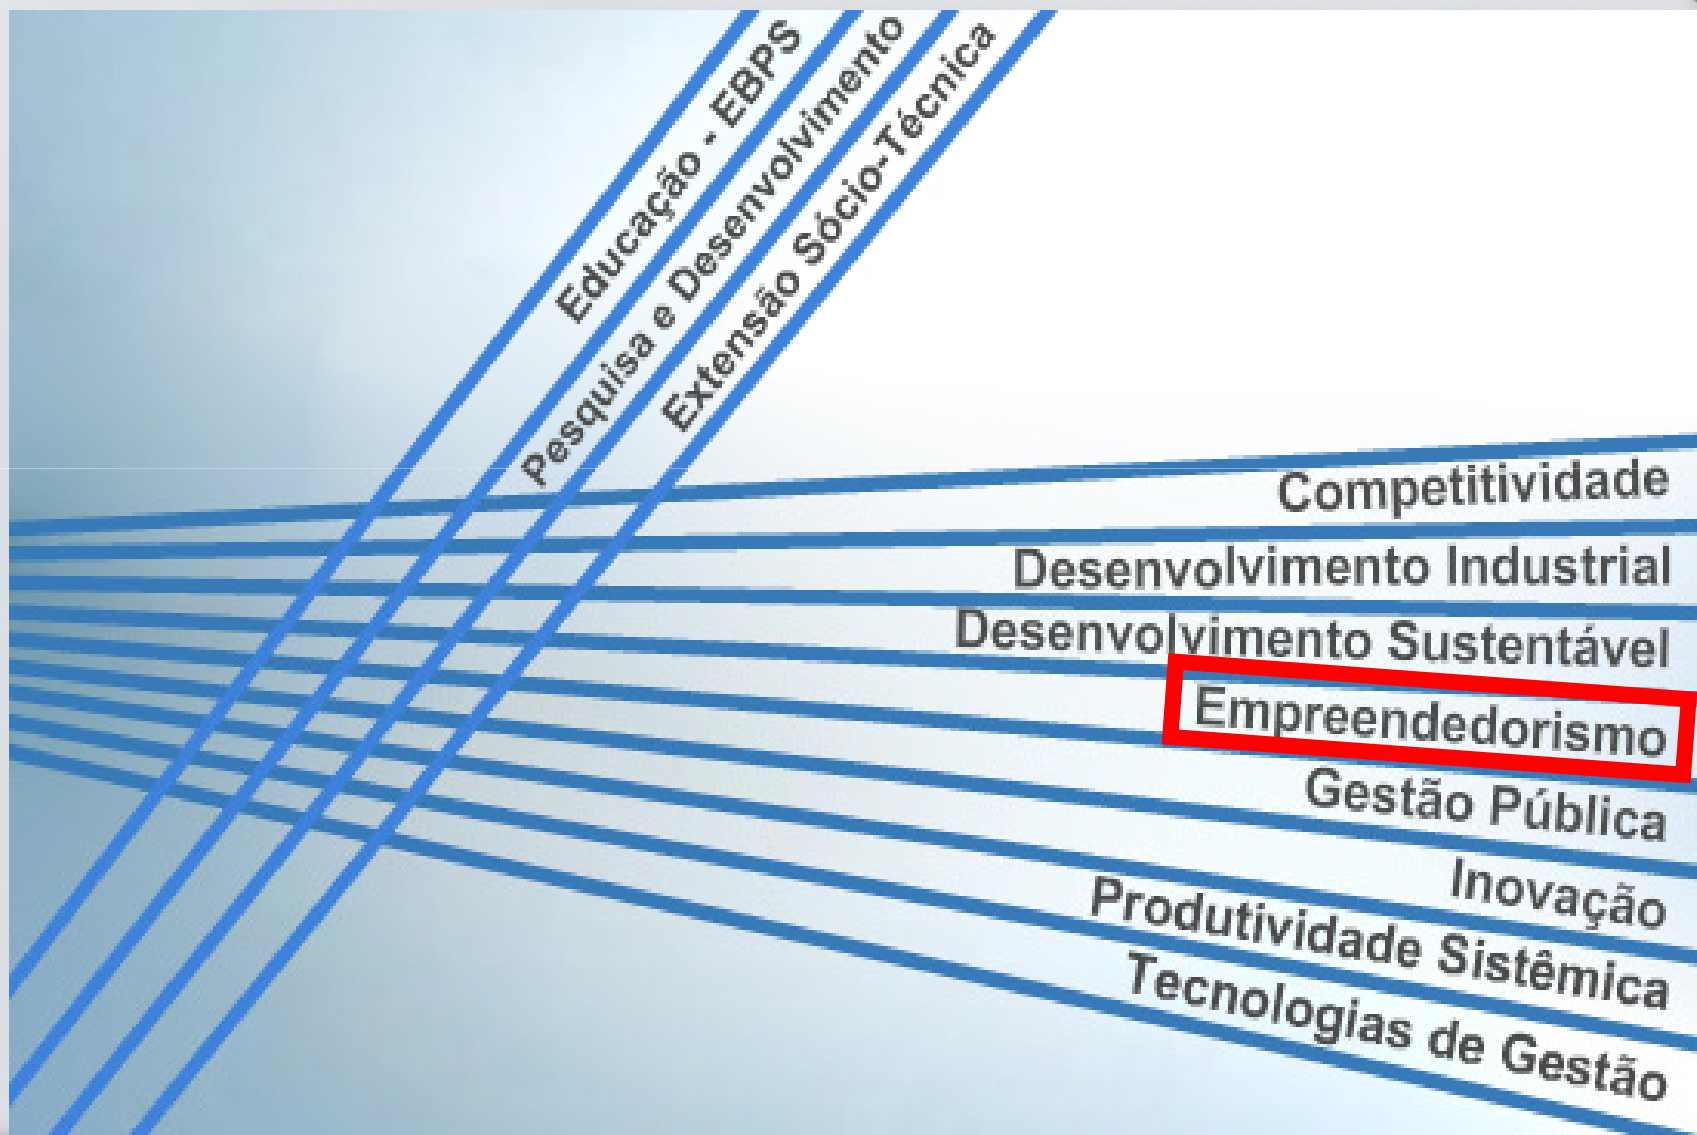 Educação - EBPS
Pesquisa e Desenvolvimento
Extensão Sócio-Técnica
Competitividade
Desenvolvimento Industrial
Desenvolvimento Sustentável
Empreendedorismo
Gestão Pública
Inovação
Produtividade Sistêmica
Tecnologias de Gestão